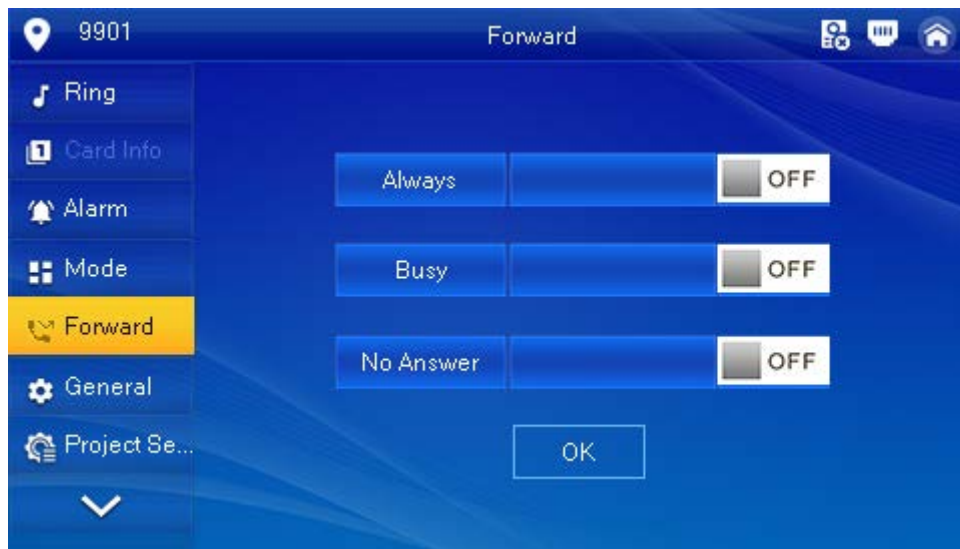 9901
Forward
Ring
1 Card Info
Alarm
Mode
Forward
General
Project Se...
Always
OFF
Busy
OFF
No Answer
OFF
OK